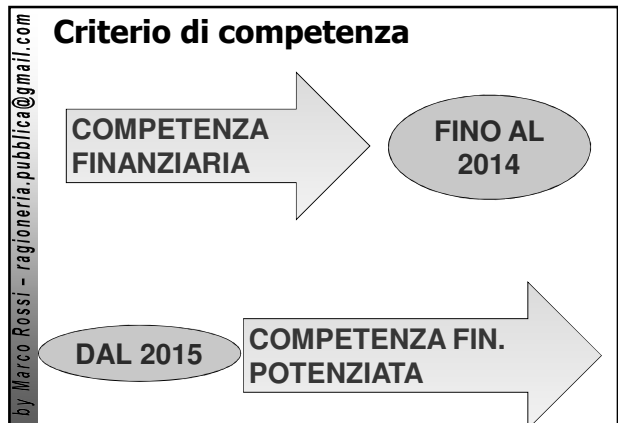 Criterio di competenza
COMPETENZA
FINANZIARIA
FINO AL
2014
DAL 2015
COMPETENZA FIN.
POTENZIATA
by Marco Rossi - ragioneria.pubblica@gmail.com